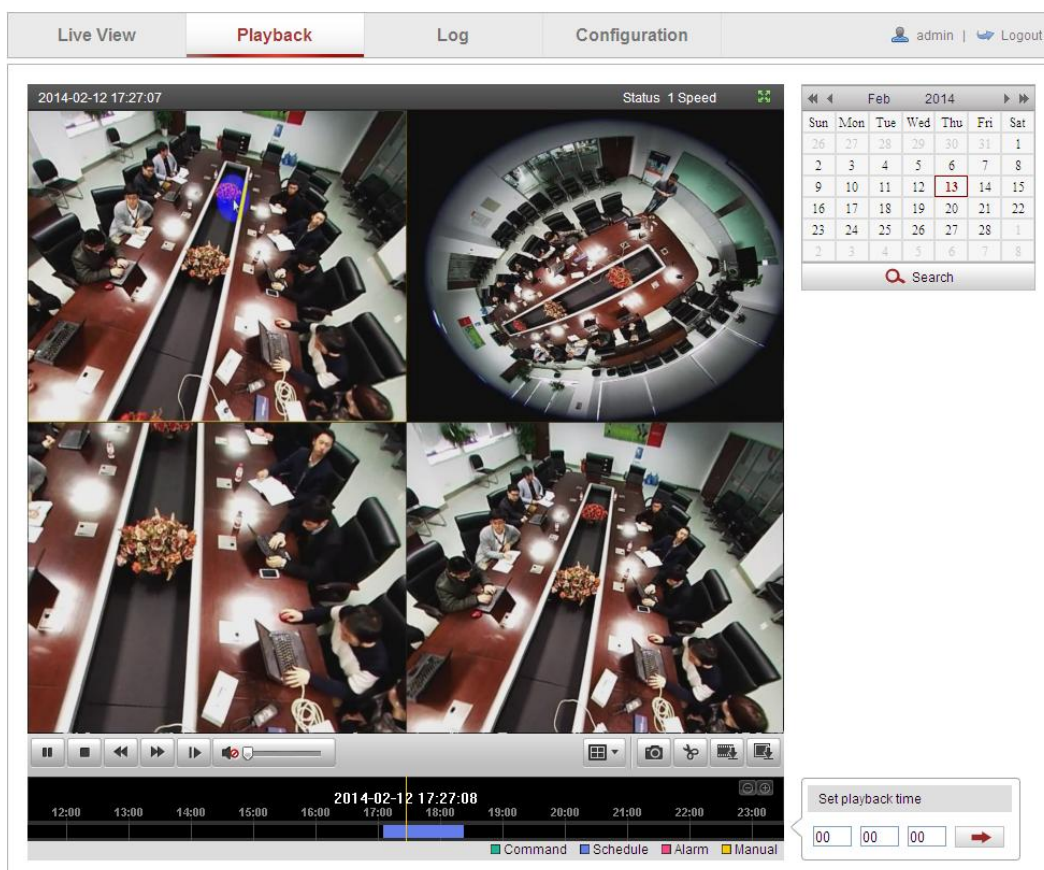 Live View Playback Log Configuration admin | Logout
2014-02-12 17:27:07 Status 1 Speed
Feb 2014
Sun Mon Tue Wed Thu Fri Sat
26 27 28 29 30 31 1
2 3 4 5 6 7 8
9 10 11 12 13 14 15
16 17 18 19 20 21 22
23 24 25 26 27 28 1
2 3 4 5 6 7 8
Search
2014-02-12 17:27:08
12:00 13:00 14:00 15:00 16:00 17:00 18:00 19:00 20:00 21:00 22:00 23:00
Command Schedule Alarm Manual
Set playback time
00 00 00